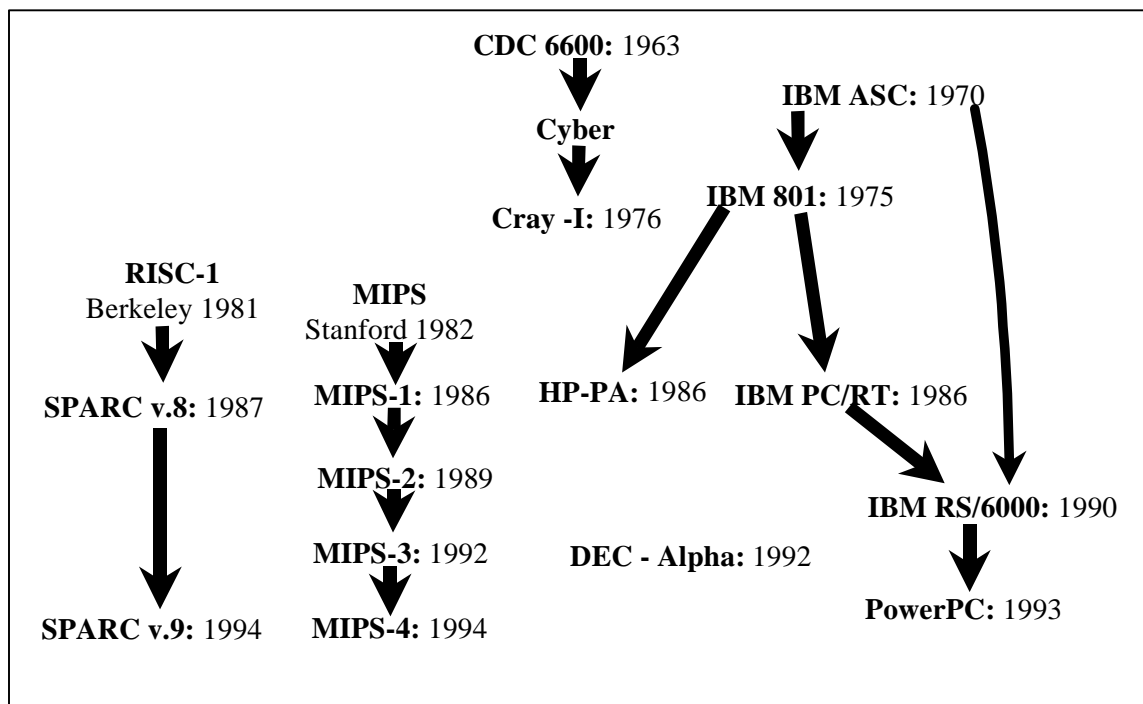 CDC 6600: 1963
IBM ASC: 1970
Cyber
IBM 801: 1975
Cray -I: 1976
RISC-1
Berkeley 1981
MIPS
Stanford 1982
MIPS-1: 1986
HP-PA: 1986
IBM PC/RT: 1986
SPARC v.8: 1987
MIPS-2: 1989
IBM RS/6000: 1990
MIPS-3: 1992
DEC - Alpha: 1992
PowerPC: 1993
SPARC v.9: 1994
MIPS-4: 1994